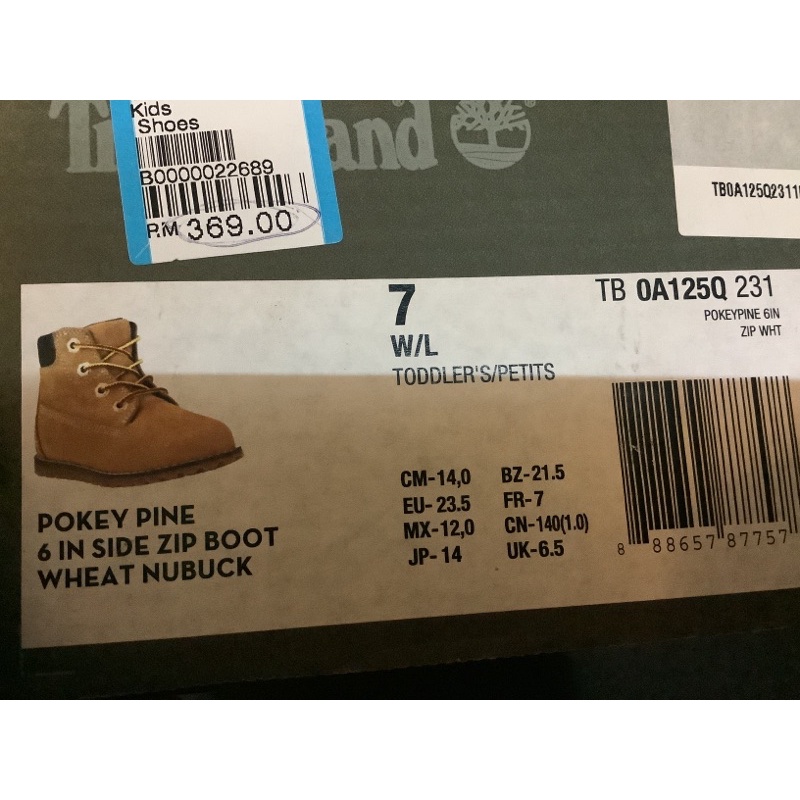 Kids
Shoes
B0000022689
RM 369.00
TB0A125Q2311
7
W/L
TODDLER'S/PETITS
TB 0A125Q 231
POKEYPINE 6IN
ZIP WHT
POKEY PINE
6 IN SIDE ZIP BOOT
WHEAT NUBUCK
CM-14,0 BZ-21.5
EU- 23.5 FR-7
MX-12,0 CN-140(1.0)
JP- 14 UK-6.5
8 88657 87757